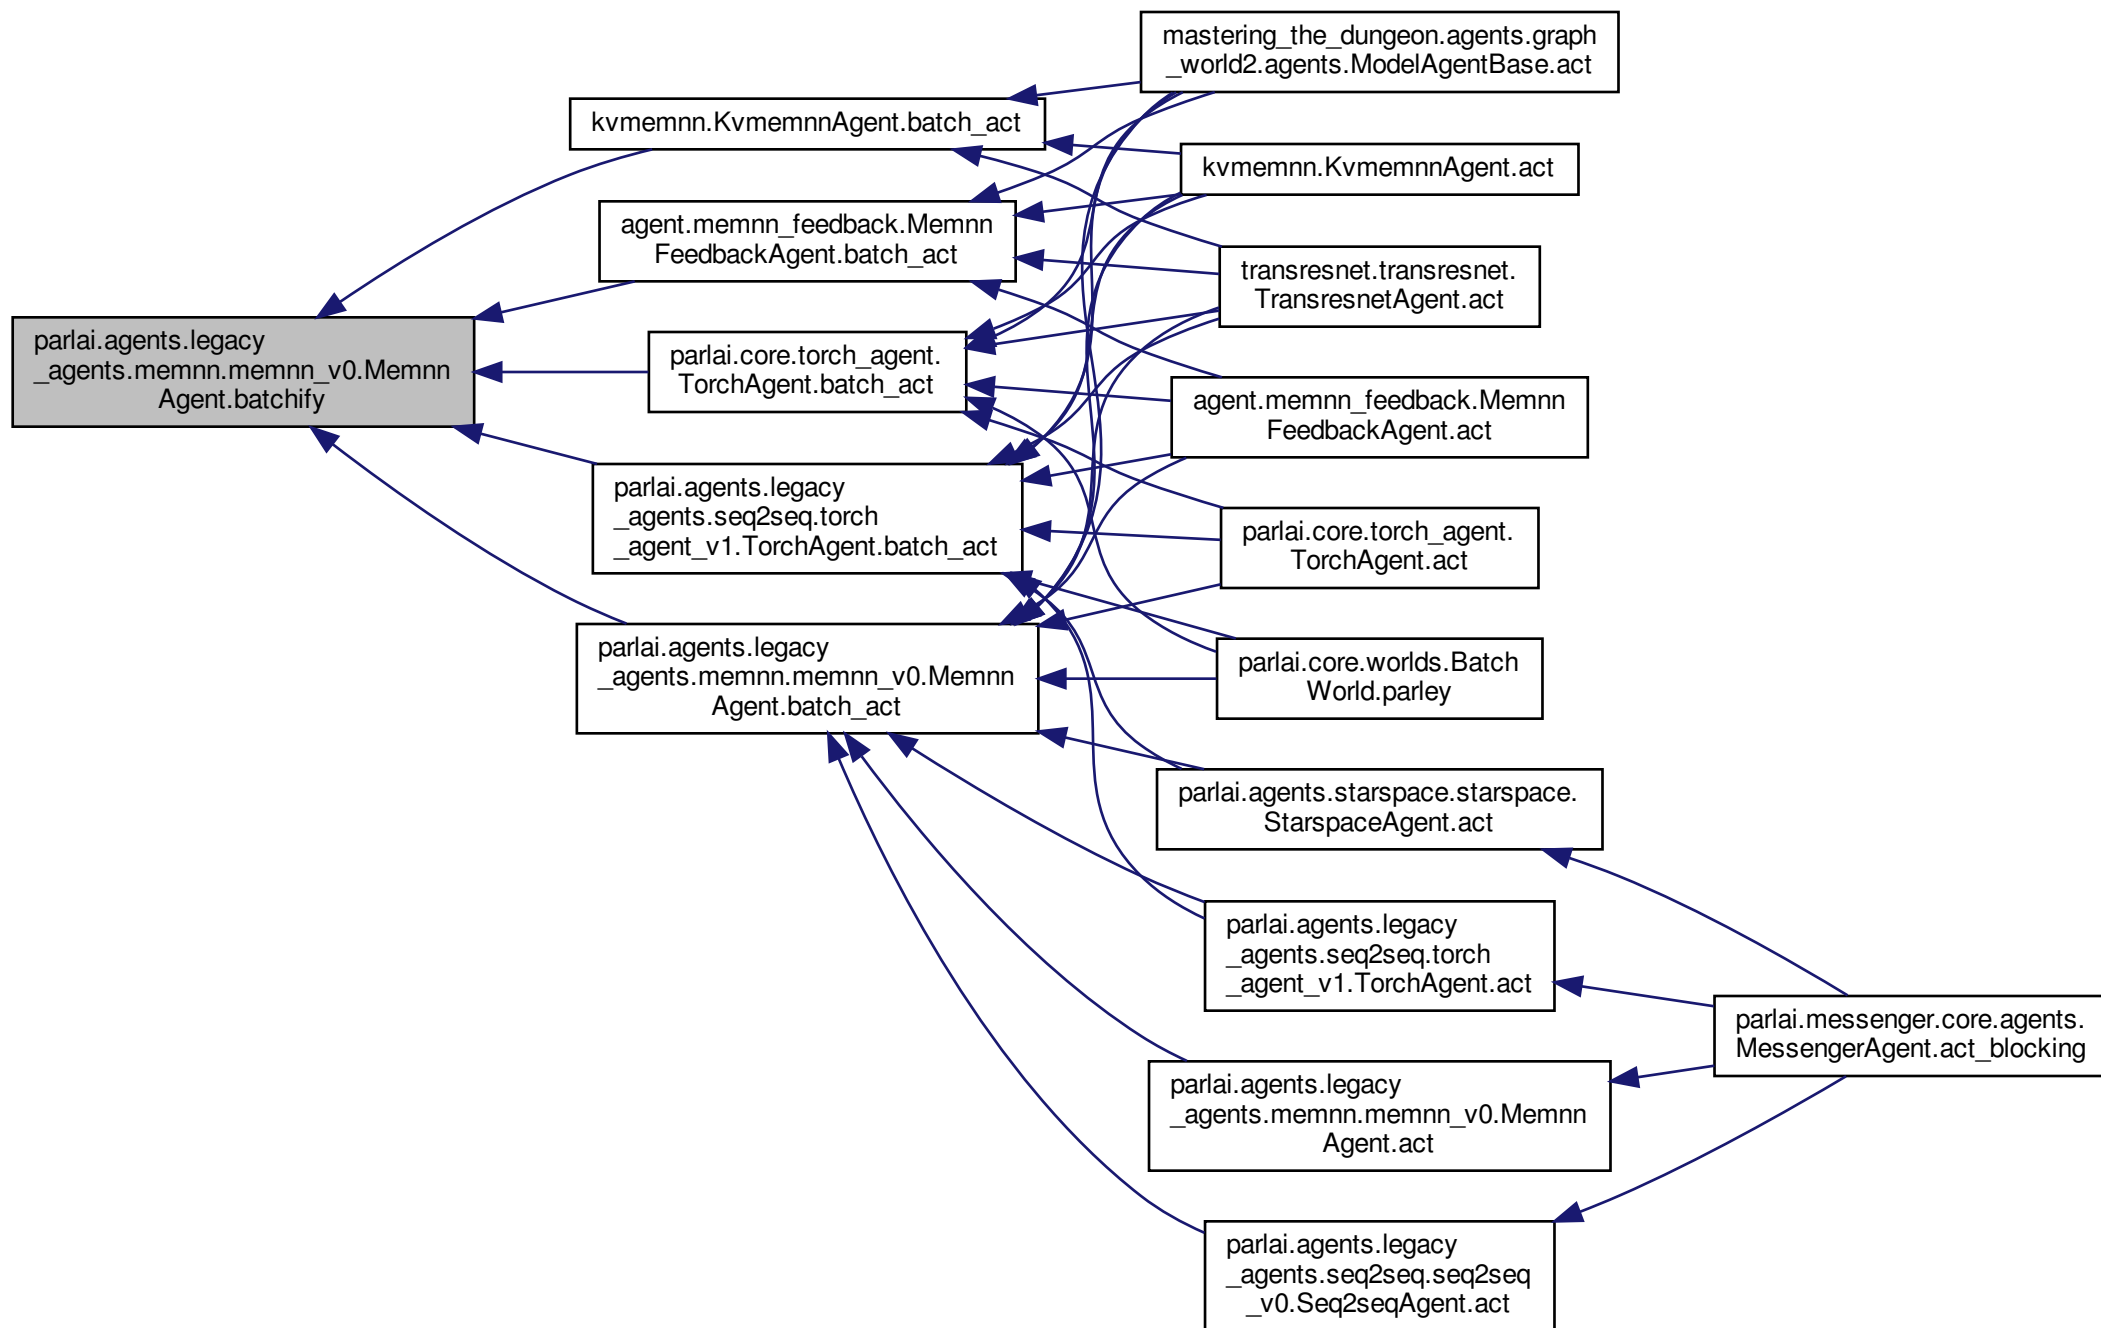 parlai.agents.legacy
_agents.memnn.memnn_v0.Memnn
Agent.batchify
kvmemnn.KvmemnnAgent.batch_act
agent.memnn_feedback.Memnn
FeedbackAgent.batch_act
parlai.core.torch_agent.
TorchAgent.batch_act
parlai.agents.legacy
_agents.seq2seq.torch
_agent_v1.TorchAgent.batch_act
parlai.agents.legacy
_agents.memnn.memnn_v0.Memnn
Agent.batch_act
mastering_the_dungeon.agents.graph
_world2.agents.ModelAgentBase.act
kvmemnn.KvmemnnAgent.act
transresnet.transresnet.
TransresnetAgent.act
agent.memnn_feedback.Memnn
FeedbackAgent.act
parlai.core.torch_agent.
TorchAgent.act
parlai.core.worlds.Batch
World.parley
parlai.agents.starspace.starspace.
StarspaceAgent.act
parlai.agents.legacy
_agents.seq2seq.torch
_agent_v1.TorchAgent.act
parlai.agents.legacy
_agents.memnn.memnn_v0.Memnn
Agent.act
parlai.agents.legacy
_agents.seq2seq.seq2seq
_v0.Seq2seqAgent.act
parlai.messenger.core.agents.
MessengerAgent.act_blocking